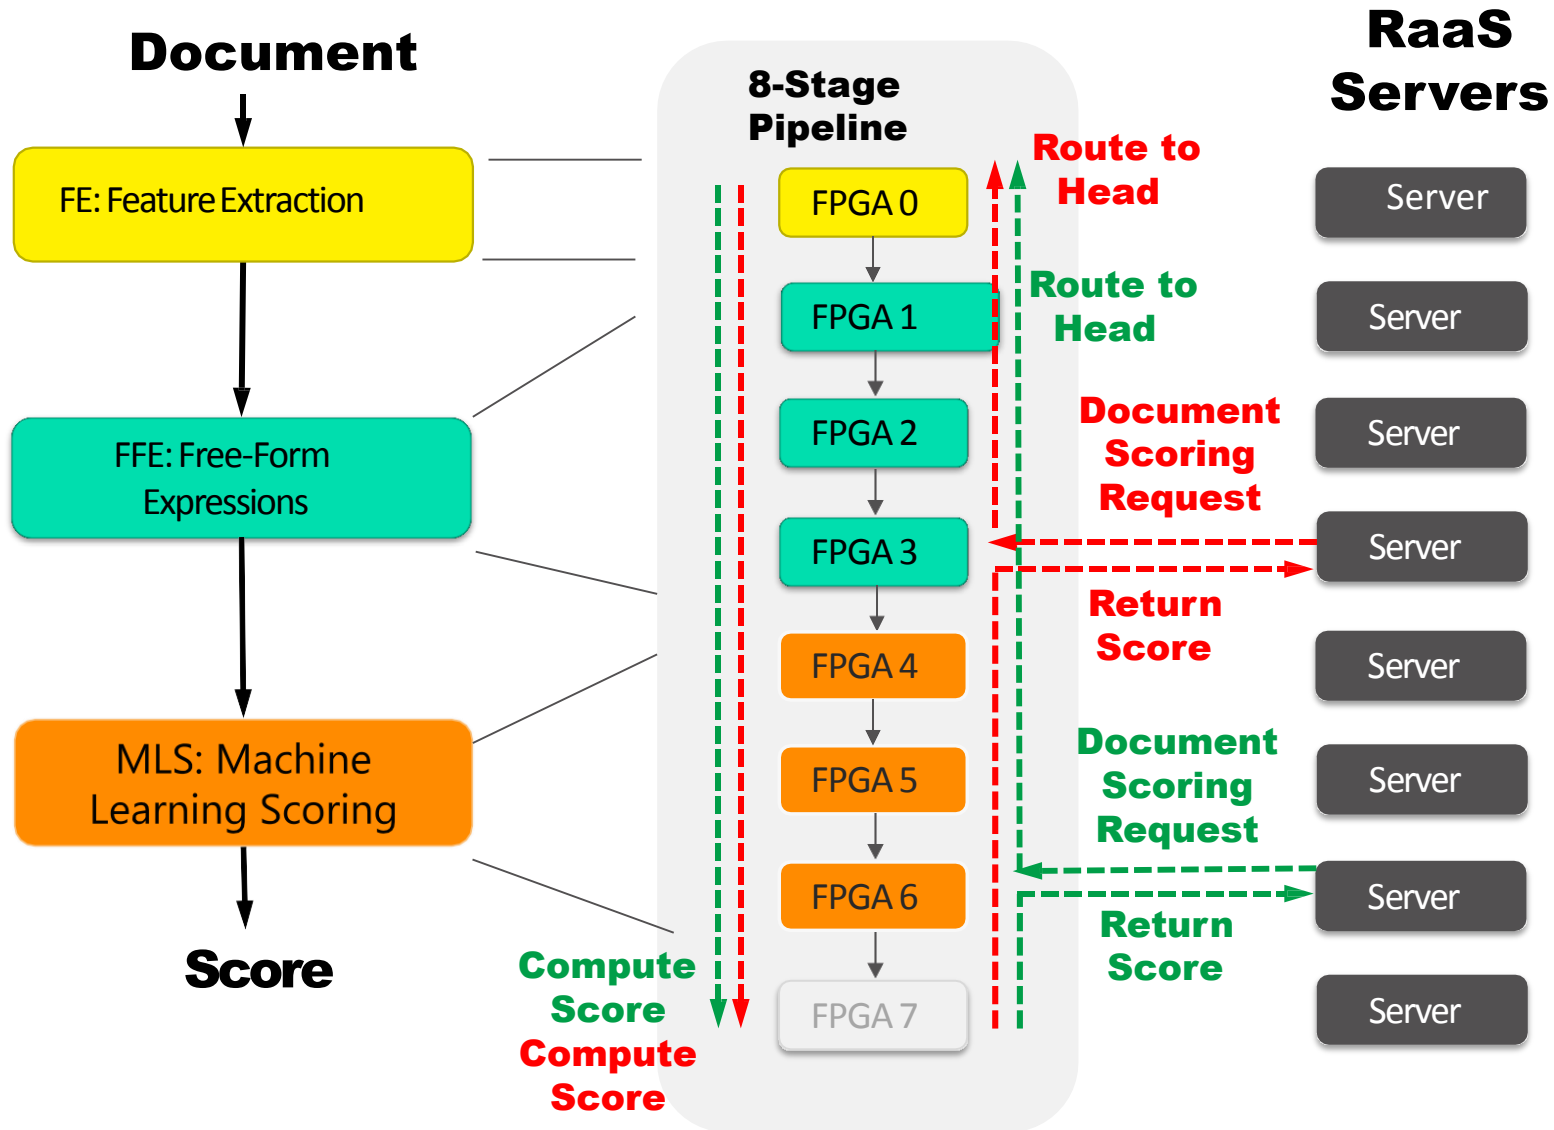 Document
FE: Feature Extraction
FFE: Free-Form
Expressions
MLS: Machine
Learning Scoring
Score
8-Stage
Pipeline
FPGA 0
FPGA 1
FPGA 2
FPGA 3
FPGA 4
FPGA 5
FPGA 6
FPGA 7
Compute
Score
Compute
Score
Route to
Head
Route to
Head
Document
Scoring
Request
Return
Score
Document
Scoring
Request
Return
Score
RaaS
Servers
Server
Server
Server
Server
Server
Server
Server
Server